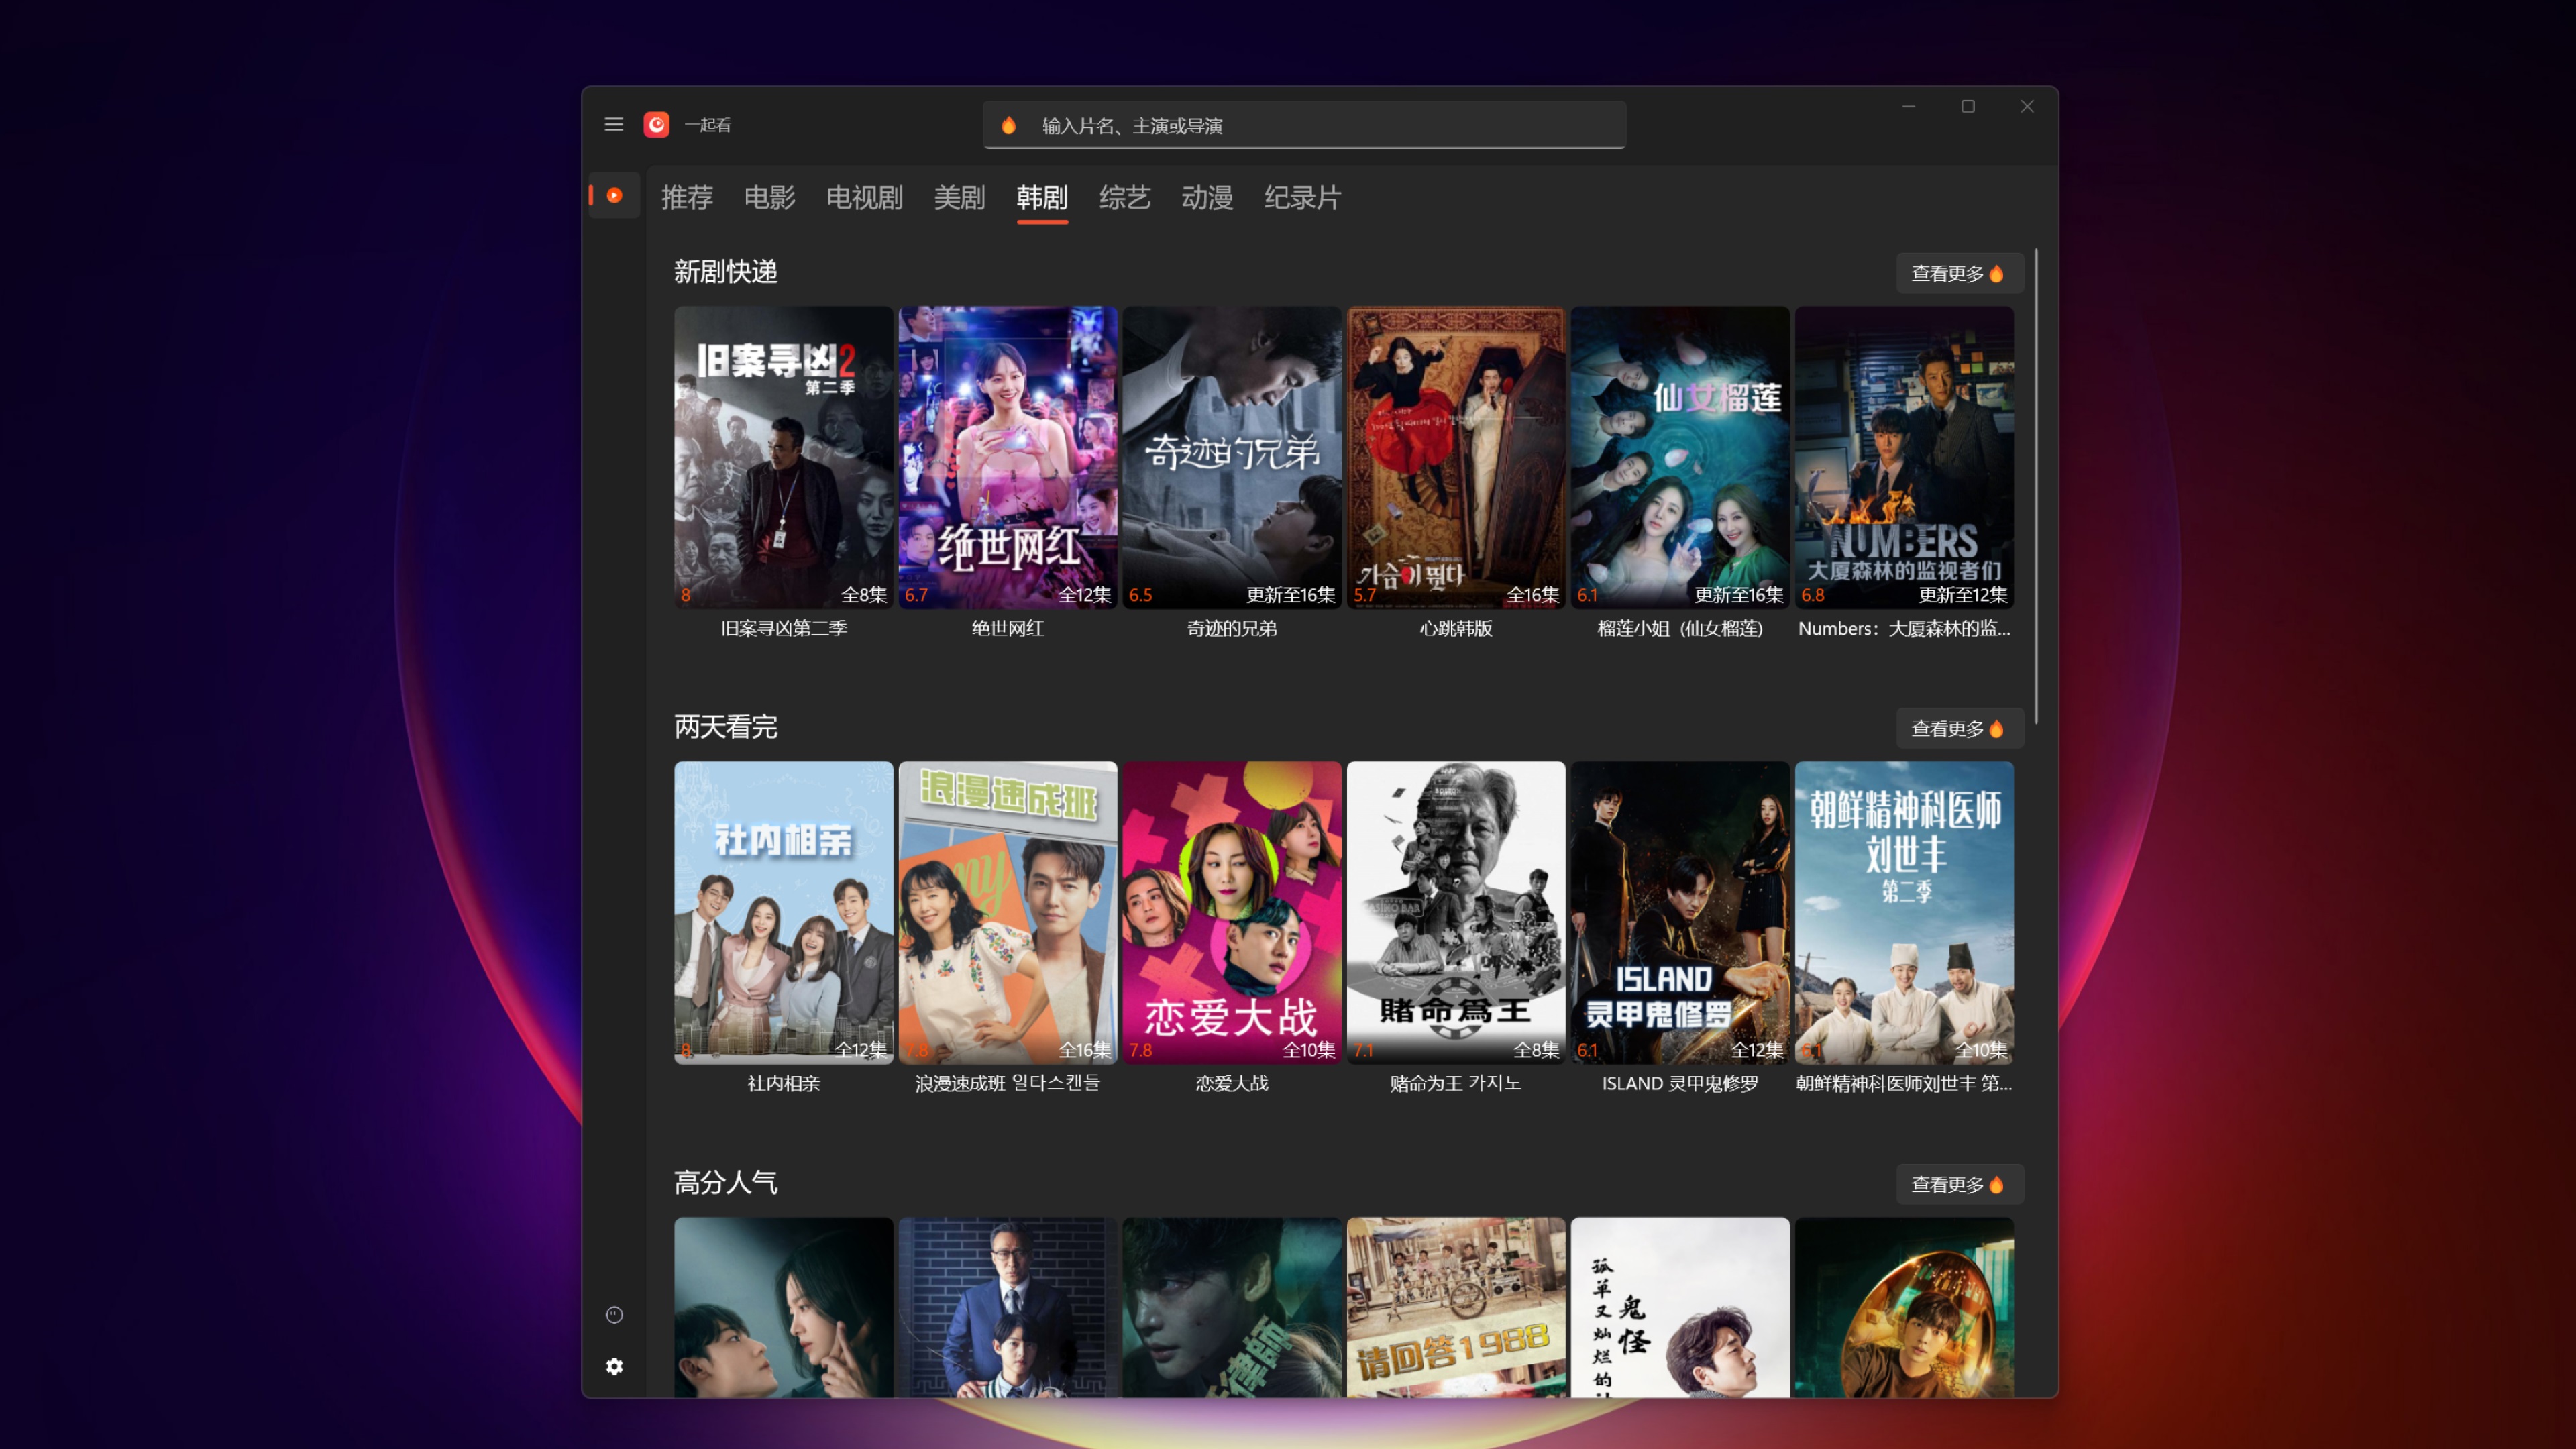 一起看
输入片名、主演或导演
推荐 电影 电视剧 美剧 韩剧 综艺 动漫 纪录片
新剧快递
查看更多
旧案寻凶2
第二季
8 全8集
旧案寻凶第二季
绝世网红
6.7 全12集
绝世网红
奇迹的兄弟
6.5 更新至16集
奇迹的兄弟
가슴이 뛴다
5.7 全16集
心跳韩版
仙女榴莲
6.1 更新至16集
榴莲小姐 (仙女榴莲)
NUMBERS
大厦森林的监视者们
6.8 更新至12集
Numbers：大厦森林的监...
两天看完
查看更多
社内相亲
8 全12集
社内相亲
浪漫速成班
my
7.8 全16集
浪漫速成班 일타스캔들
恋爱大战
7.8 全10集
恋爱大战
賭命爲王
7.1 全8集
赌命为王 카지노
ISLAND
灵甲鬼修罗
6.1 全12集
ISLAND 灵甲鬼修罗
朝鲜精神科医师
刘世丰
第二季
6.1 全10集
朝鲜精神科医师刘世丰 第...
高分人气
查看更多
律師
请回答1988
孤单又灿烂的
鬼怪